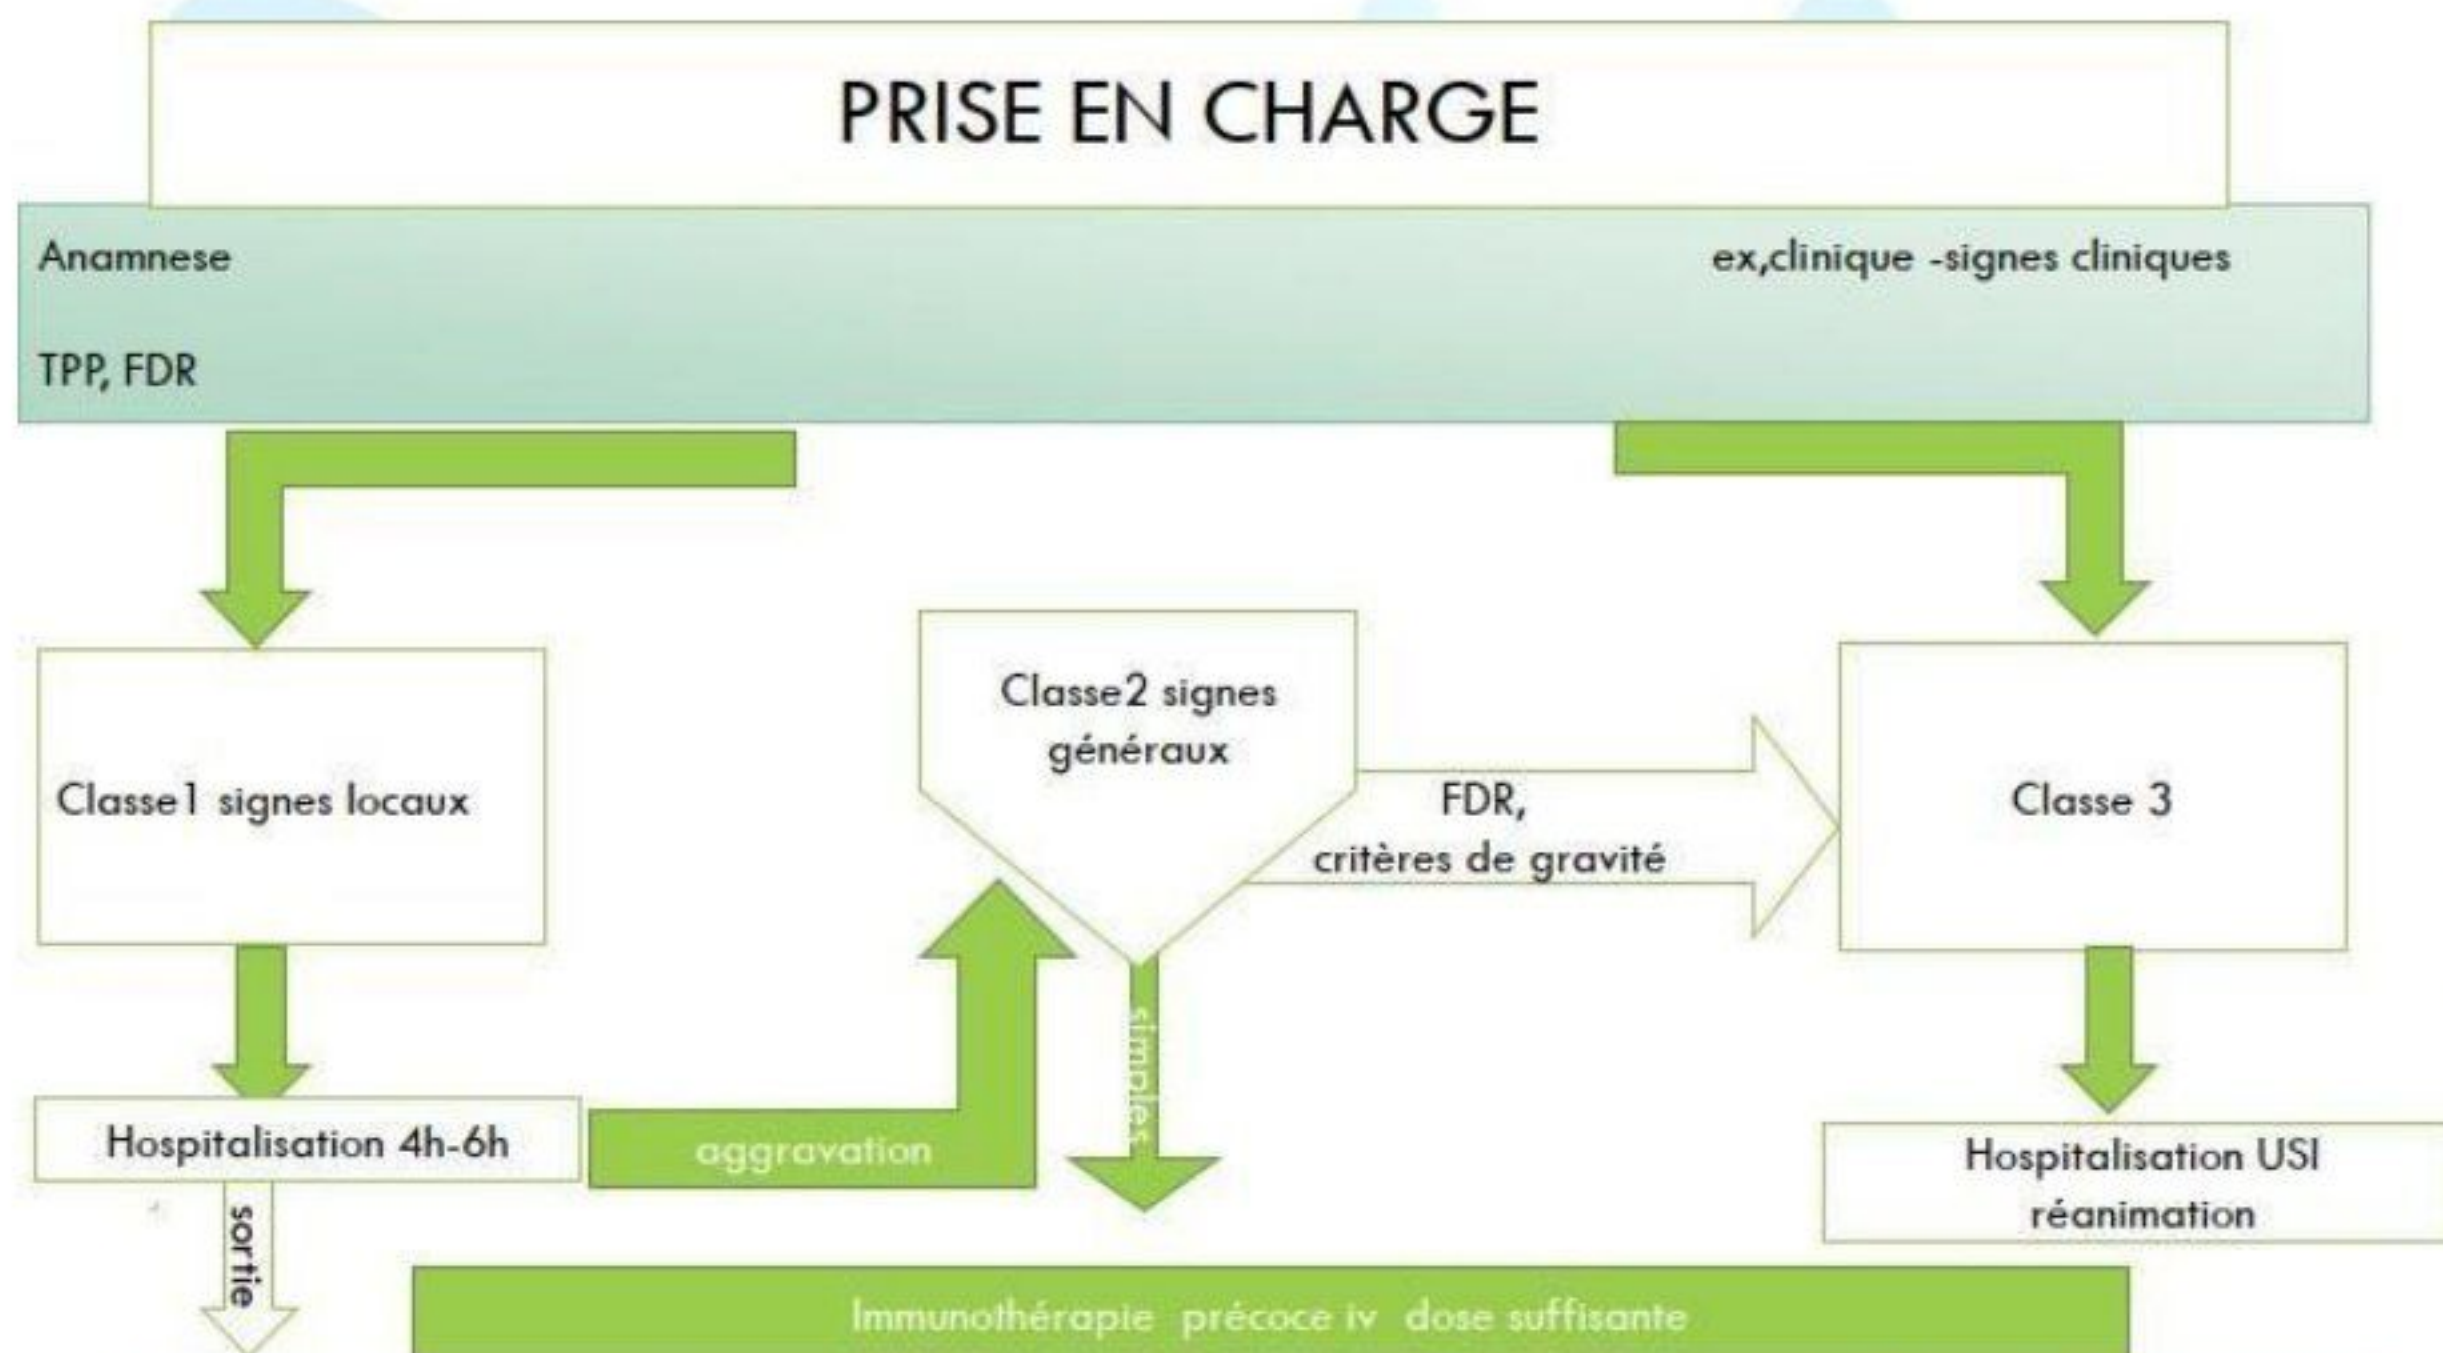 PRISE EN CHARGE
Anamnese
ex,clinique -signes cliniques
TPP, FDR
Classe1 signes locaux
Classe2 signes
généraux
FDR,
critères de gravité
Classe 3
Hospitalisation 4h-6h
aggravation
simples
Hospitalisation USI
réanimation
sortie
Immunothérapie précoce iv dose suffisante